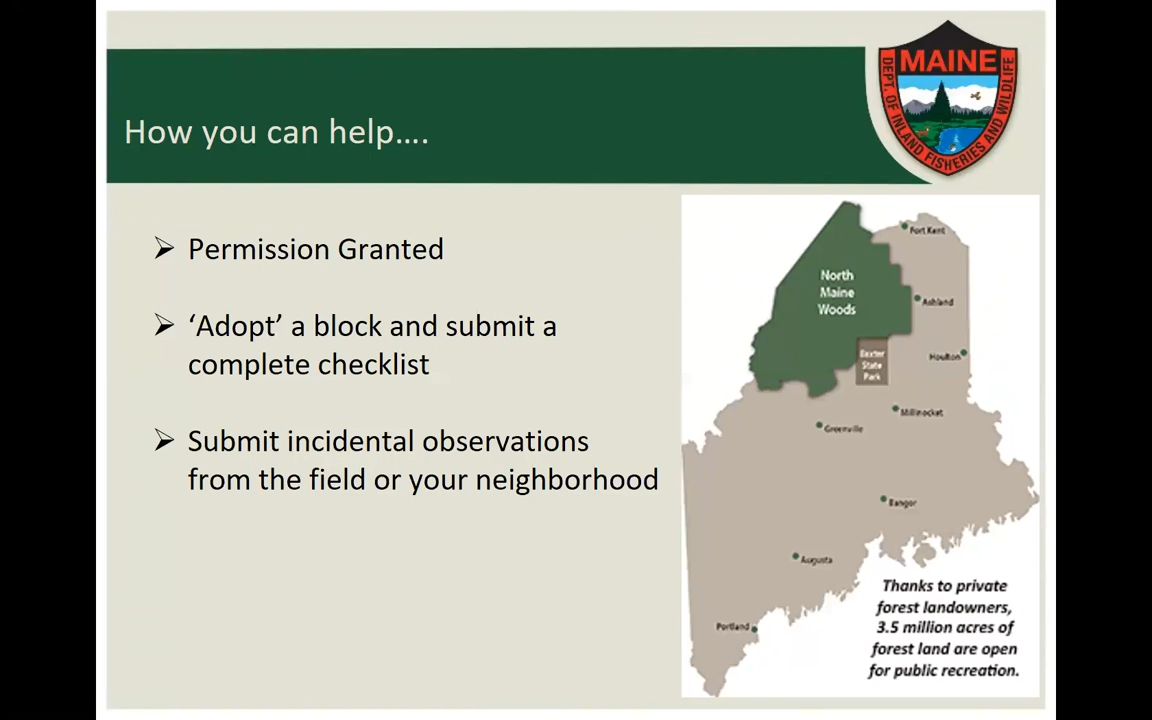 MAINE
DEPT. OF INLAND FISHERIES AND WILDLIFE
How you can help....
➢ Permission Granted
➢ ‘Adopt’ a block and submit a
complete checklist
➢ Submit incidental observations
from the field or your neighborhood
Fort Kent
North
Maine
Woods
Ashland
Baxter
State
Park
Houlton
Millinocket
Greenville
Bangor
Augusta
Portland
Thanks to private
forest landowners,
3.5 million acres of
forest land are open
for public recreation.